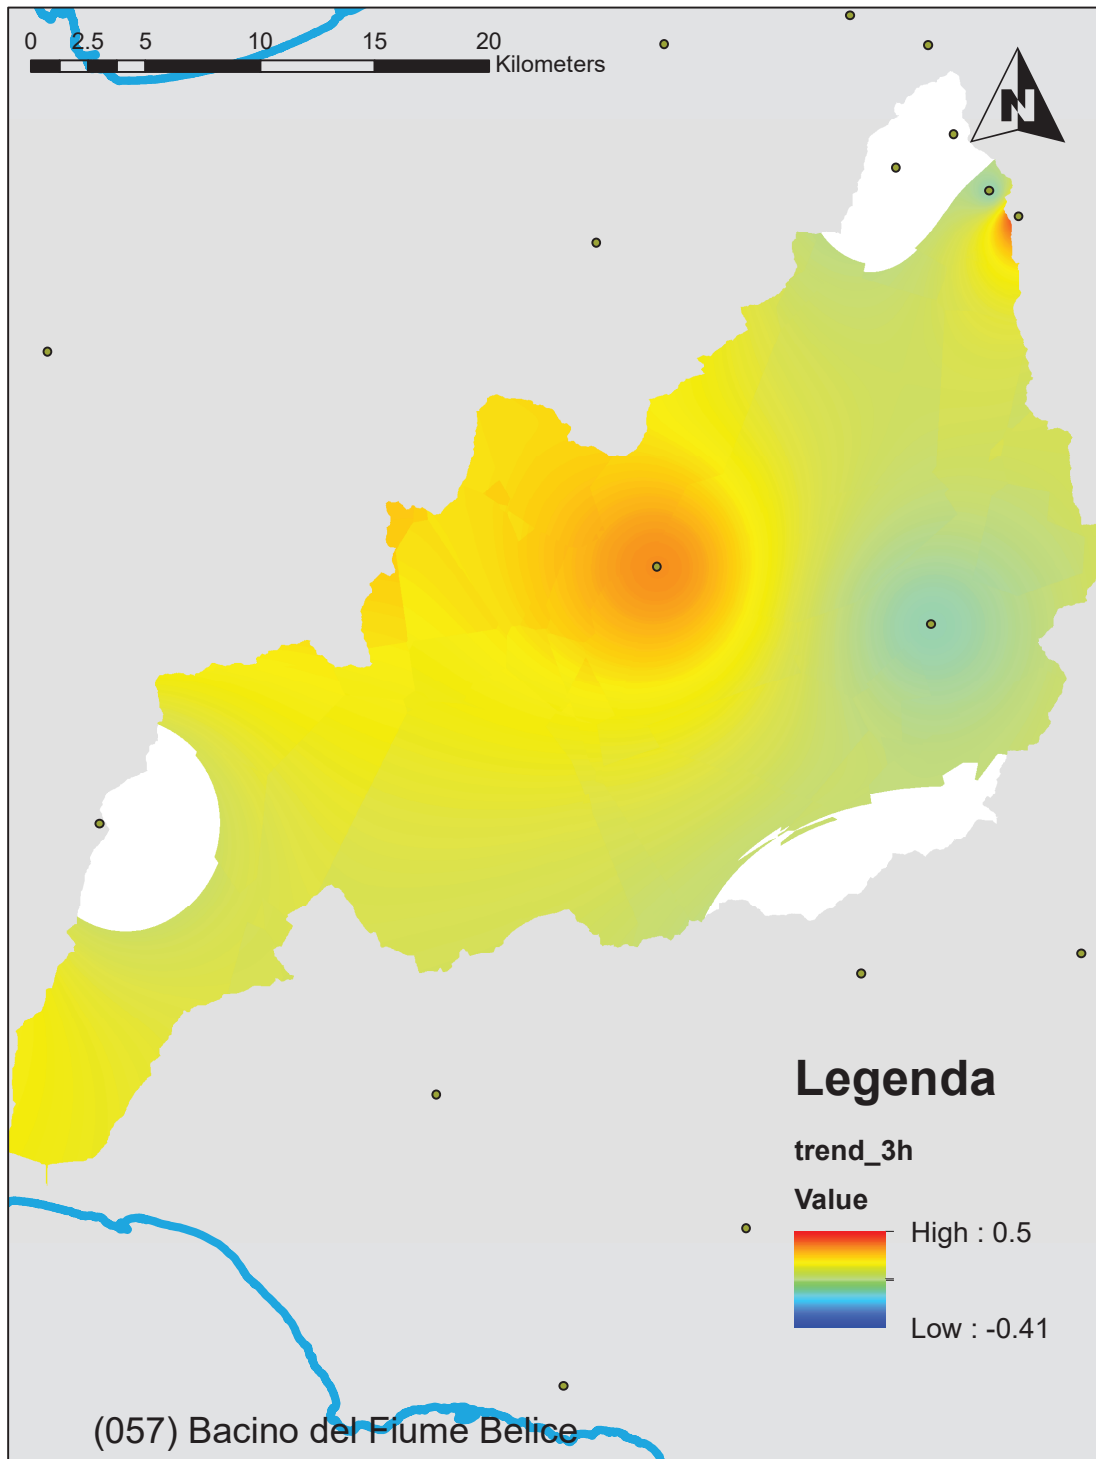 0 2.5 5 10 15 20
Kilometers
N
Legenda
trend_3h
Value
High : 0.5
Low : -0.41
(057) Bacino del Fiume Belice